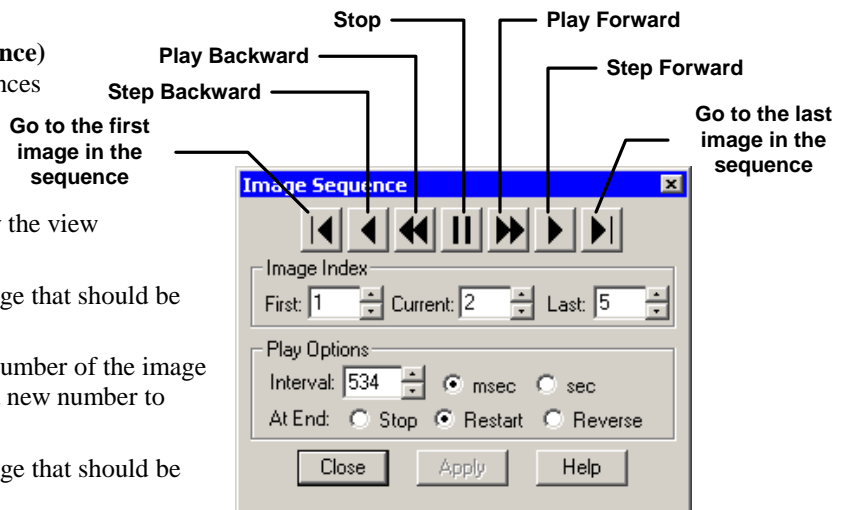 Stop
Play Forward
nce)
Play Backward
Step Forward
nces
Step Backward
Go to the first
image in the
sequence
Go to the last
image in the
sequence
Image Sequence
the view
Image Index
First: 1 Current: 2 Last: 5
ge that should be
Play Options
umber of the image
Interval: 534 msec sec
new number to
At End: Stop Restart Reverse
Close Apply Help
ge that should be